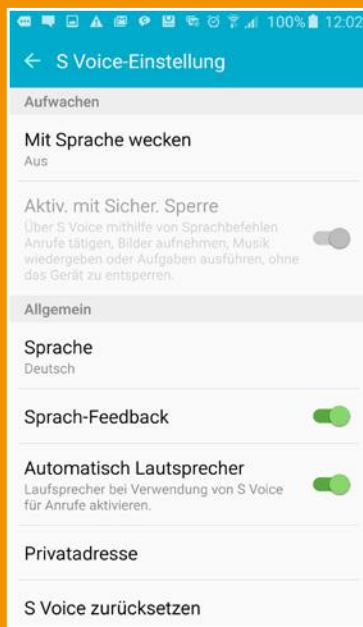 100% 12:02
S Voice-Einstellung
Aufwachen
Mit Sprache wecken
Aus
Aktiv. mit Sicher. Sperre
Über S Voice mithilfe von Sprachbefehlen
Anrufe tätigen, Bilder aufnehmen, Musik
wiedergeben oder Aufgaben ausführen, ohne
das Gerät zu entsperren.
Allgemein
Sprache
Deutsch
Sprach-Feedback
Automatisch Lautsprecher
Laufsprecher bei Verwendung von S Voice
für Anrufe aktivieren.
Privatadresse
S Voice zurücksetzen